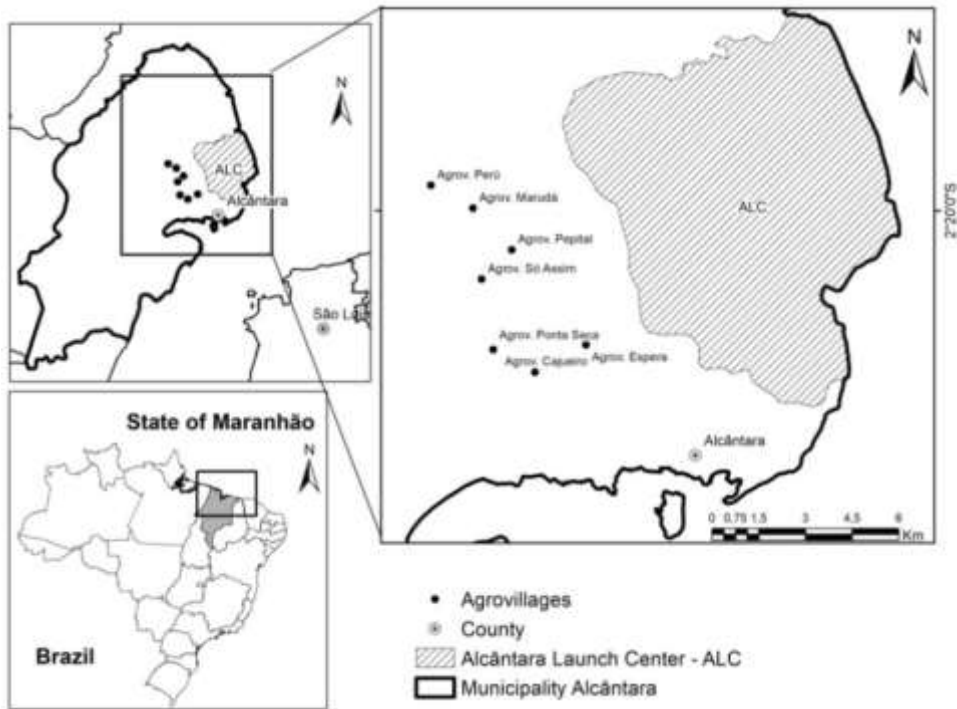 N
ALC
Alcântara
São Luí
State of Maranhão
N
Brazil
N
Agrov. Perú
Agrov. Marudá
ALC
2°20'0"S
Agrov. Pepital
Agrov. Só Assim
Agrov. Ponta Seca
Agrov. Espera
Agrov. Cajueiro
Alcântara
0 0,75 1,5 3 4,5 6
Km
Agrovillages
County
Alcântara Launch Center - ALC
Municipality Alcântara